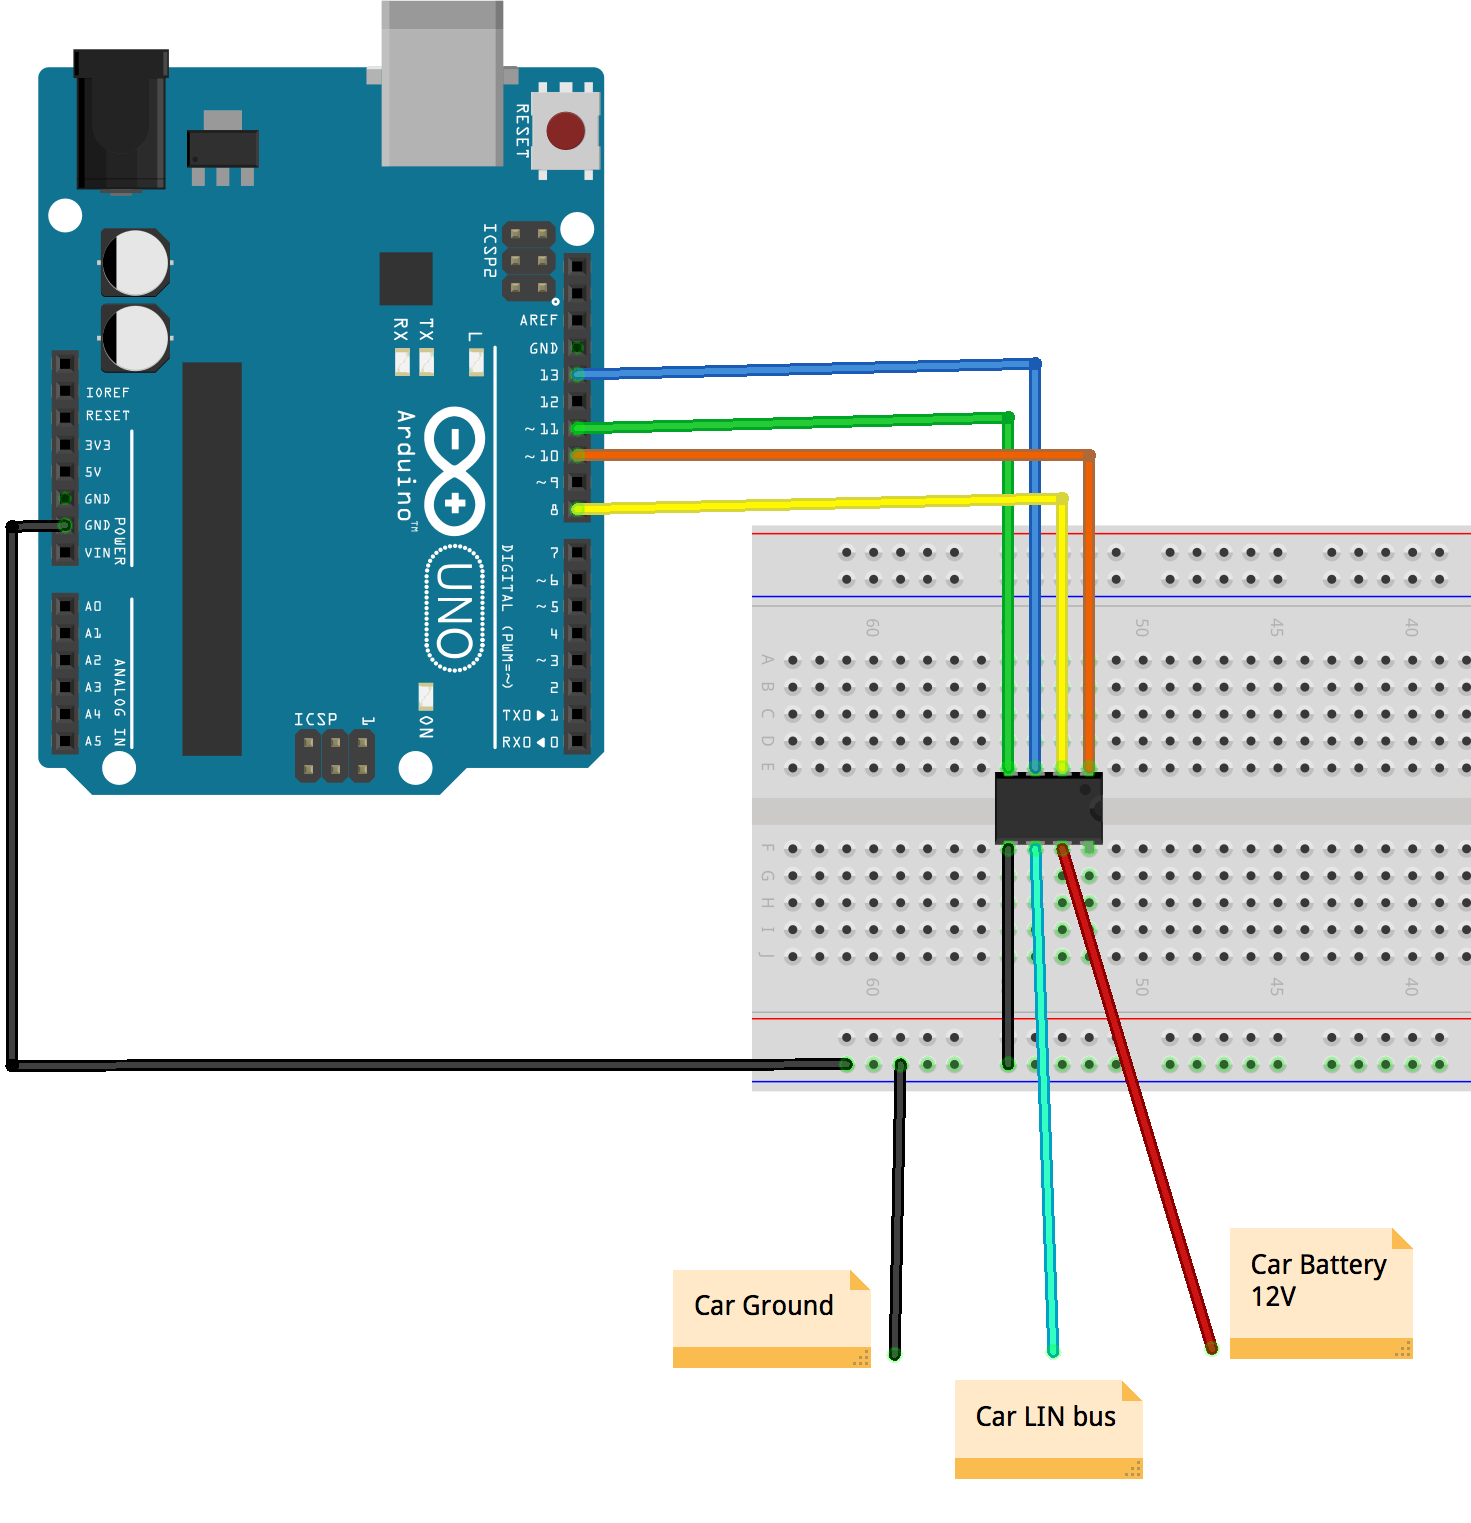 RESET
ICSP2
AREF
GND
13
12
~11
~10
~9
8
RX
TX
L
IOREF
RESET
3V3
5V
GND
GND
VIN
POWER
Arduino™
UNO
DIGITAL (PWM=~)
7
~6
~5
4
~3
2
TX0▶1
RX0◀0
A0
A1
A2
A3
A4
A5
ANALOG IN
ICSP
1
ON
60
50
45
40
A
B
C
D
E
F
G
H
I
J
60
50
45
40
Car Ground
Car LIN bus
Car Battery
12V